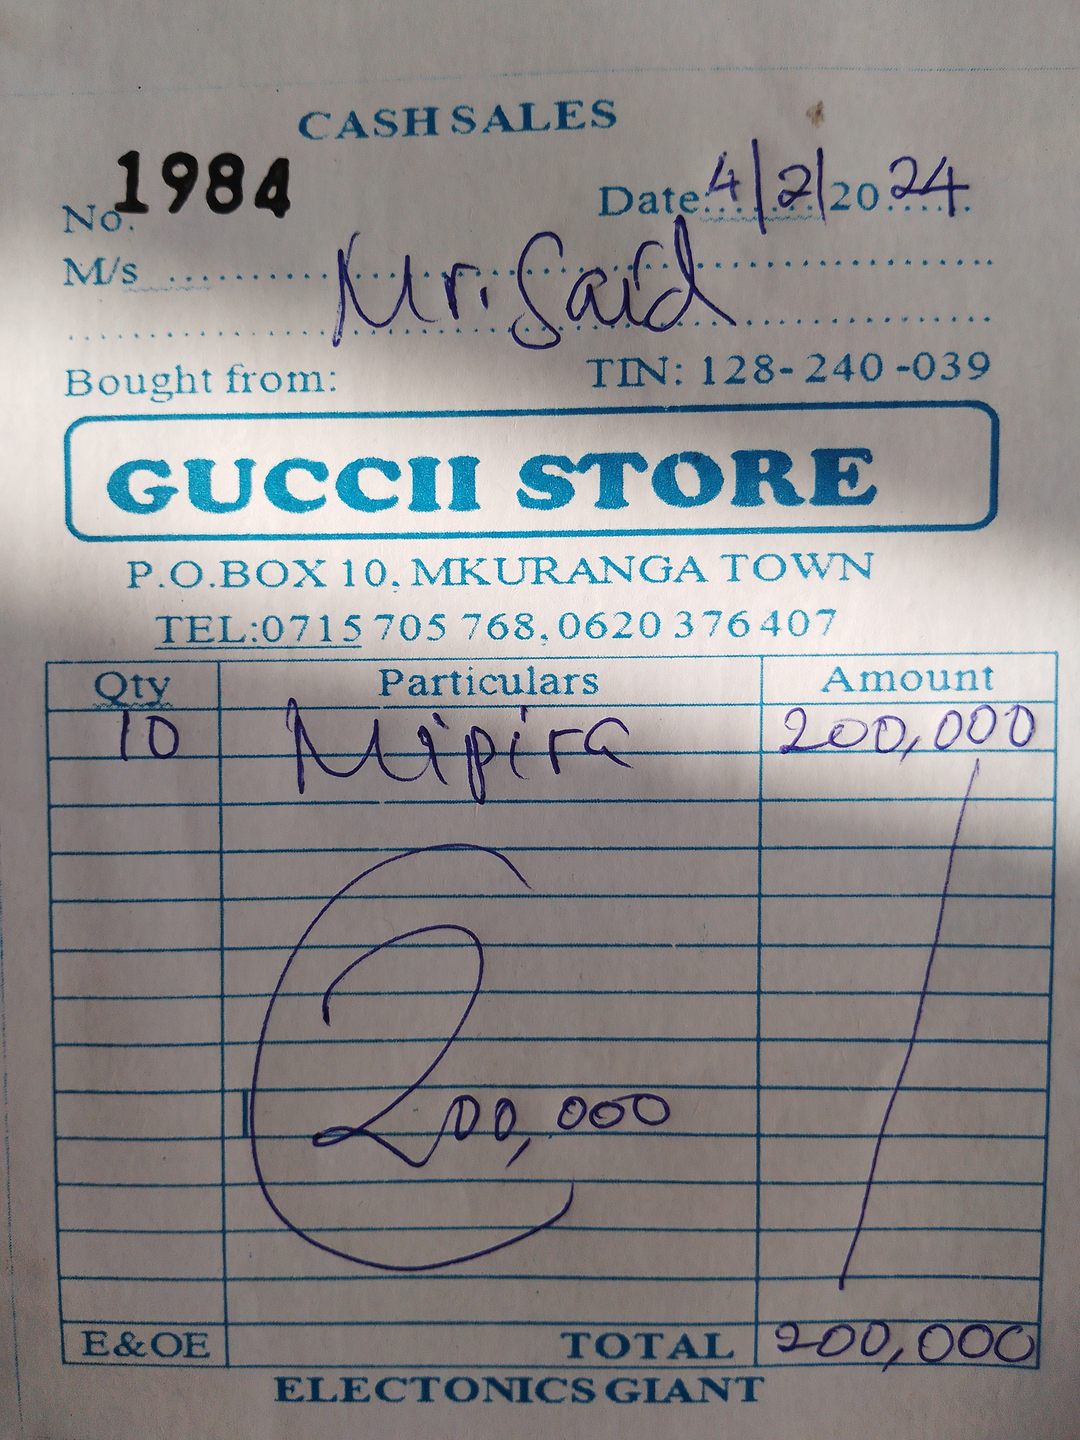 CASH SALES
No. 1984 Date 4/2/2024
M/s Mr. Said
Bought from: TIN: 128-240-039
GUCCII STORE
P.O.BOX 10, MKURANGA TOWN
TEL:0715 705 768, 0620 376 407
Qty Particulars Amount
10 Mipira 200,000
200,000
E&OE TOTAL 200,000
ELECTONICS GIANT